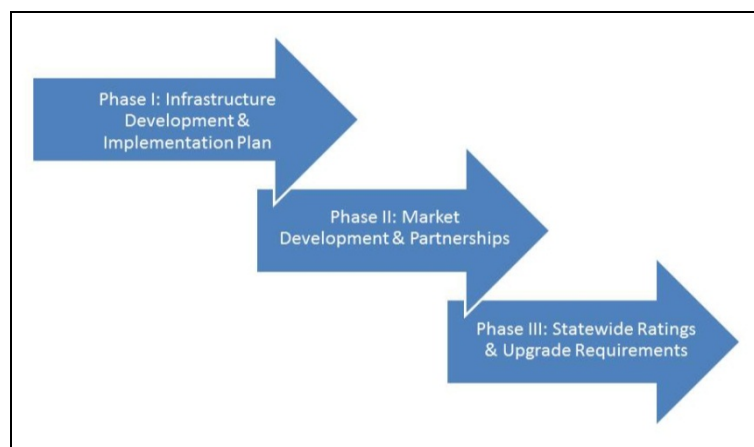 Phase I: Infrastructure
Development &
Implementation Plan
Phase II: Market
Development & Partnerships
Phase III: Statewide Ratings
& Upgrade Requirements